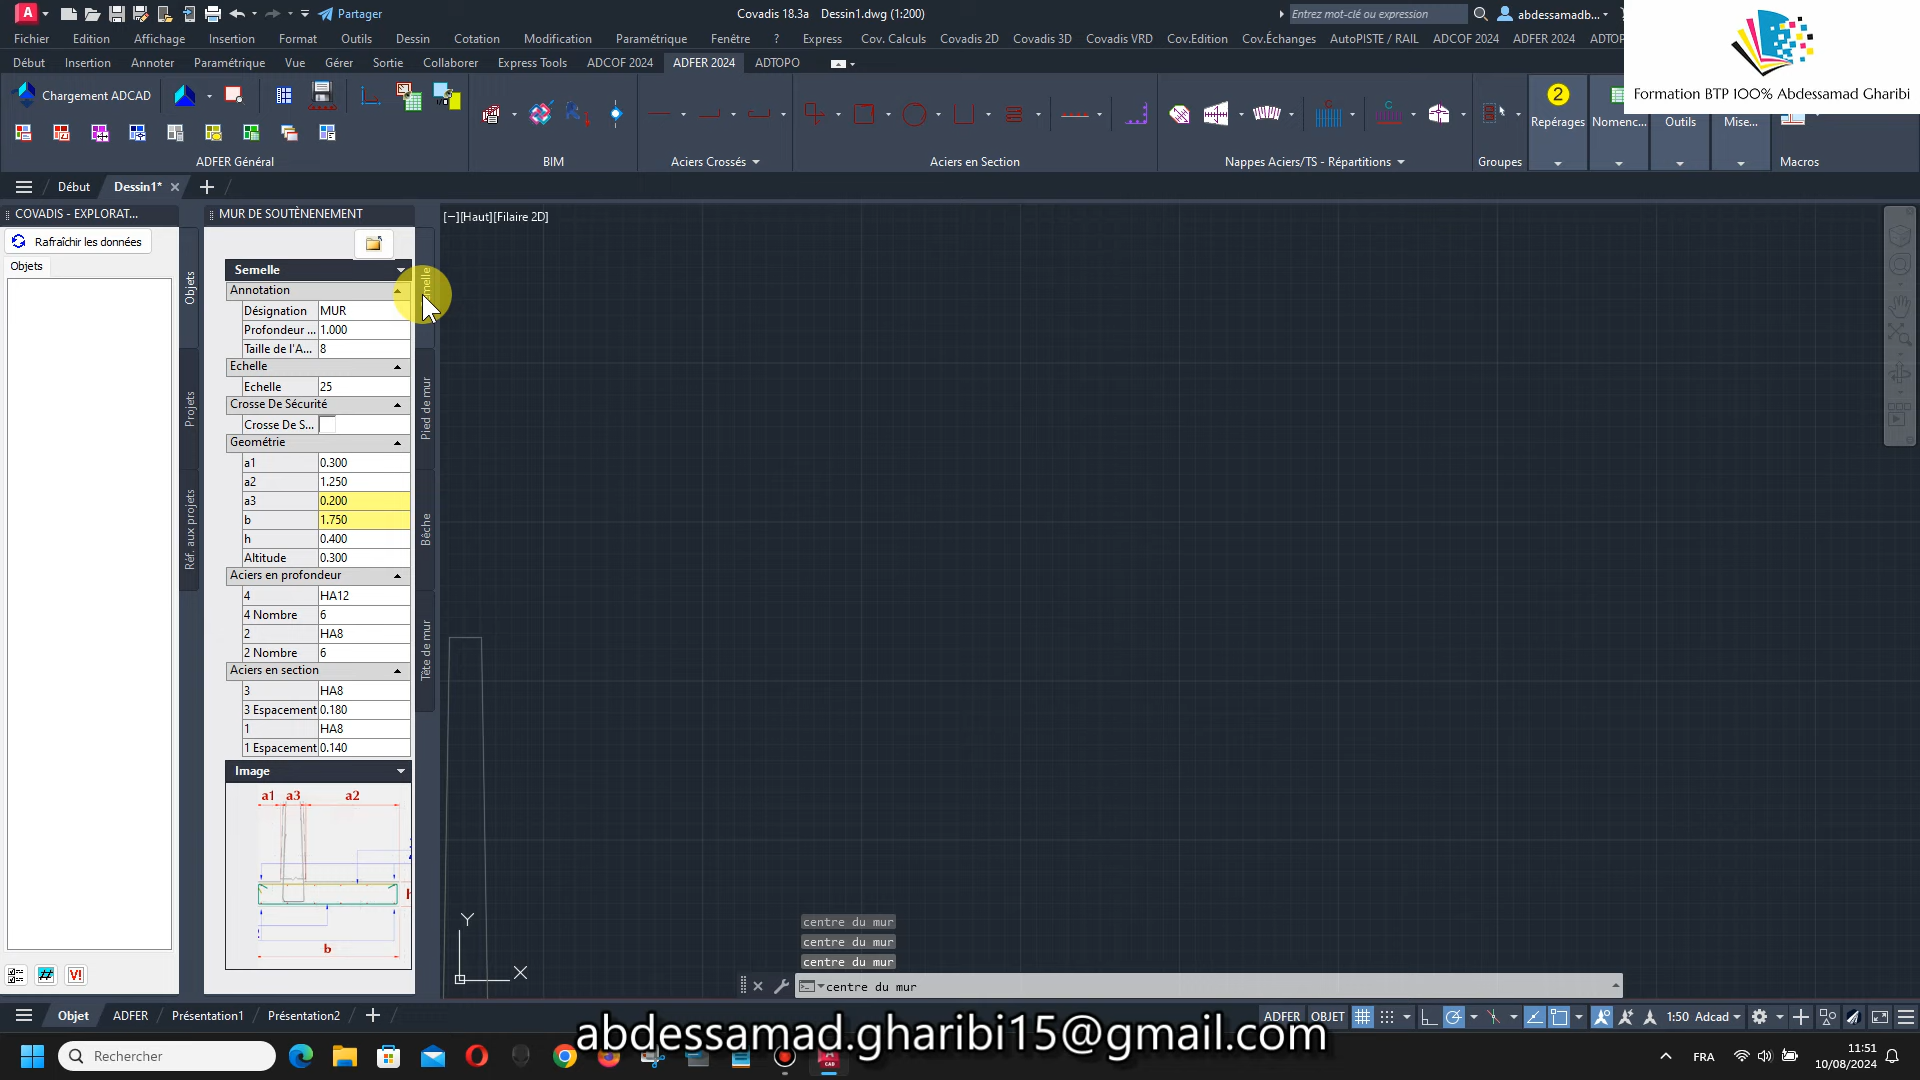 Covadis 18.3a Dessin1.dwg (1:200)
Partager
Entrez mot-clé ou expression
abdessamadb...
Fichier Edition Affichage Insertion Format Outils Dessin Cotation Modification Paramétrique Fenêtre ? Express Cov. Calculs Covadis 2D Covadis 3D Covadis VRD Cov.Edition Cov.Échanges AutoPISTE / RAIL ADCOF 2024 ADFER 2024 ADTOP
Début Insertion Annoter Paramétrique Vue Gérer Sortie Collaborer Express Tools ADCOF 2024 ADFER 2024 ADTOPO
Formation BTP 100% Abdessamad Gharibi
Chargement ADCAD
2
Repérages Nomenc... Outils Mise...
ADFER Général BIM Aciers Crossés Aciers en Section Nappes Aciers/TS - Répartitions Groupes Macros
Début Dessin1*
COVADIS - EXPLORAT...
Rafraîchir les données
Objets
Objets
Projets
Réf. aux projets
MUR DE SOUTÈNENEMENT
Semelle
Annotation
Désignation MUR
Profondeur ... 1.000
Taille de l'A... 8
Echelle
Echelle 25
Crosse De Sécurité
Crosse De S...
Geométrie
a1 0.300
a2 1.250
a3 0.200
b 1.750
h 0.400
Altitude 0.300
Aciers en profondeur
4 HA12
4 Nombre 6
2 HA8
2 Nombre 6
Aciers en section
3 HA8
3 Espacement 0.180
1 HA8
1 Espacement 0.140
Image
a1 a3 a2
h
b
Pied de mur
Bêche
Tête de mur
[−][Haut][Filaire 2D]
Y
X
centre du mur
centre du mur
centre du mur
centre du mur
Objet ADFER Présentation1 Présentation2
ADFER OBJET 1:50 Adcad
abdessamad.gharibi15@gmail.com
Rechercher
FRA
11:51
10/08/2024